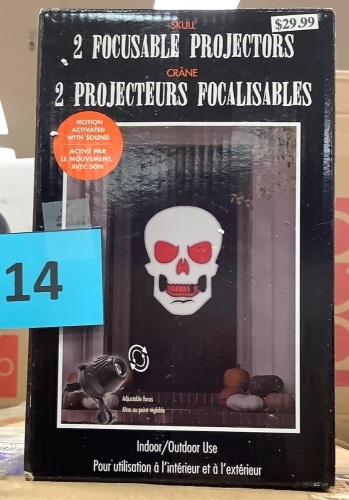 $29.99
SKULL
2 FOCUSABLE PROJECTORS
CRÂNE
2 PROJECTEURS FOCALISABLES
MOTION
ACTIVATED
WITH SOUND
ACTIVÉ PAR
LE MOUVEMENT,
AVEC SON
14
Adjustable focus
Mise au point réglable
Indoor/Outdoor Use
Pour utilisation à l'intérieur et à l'extérieur